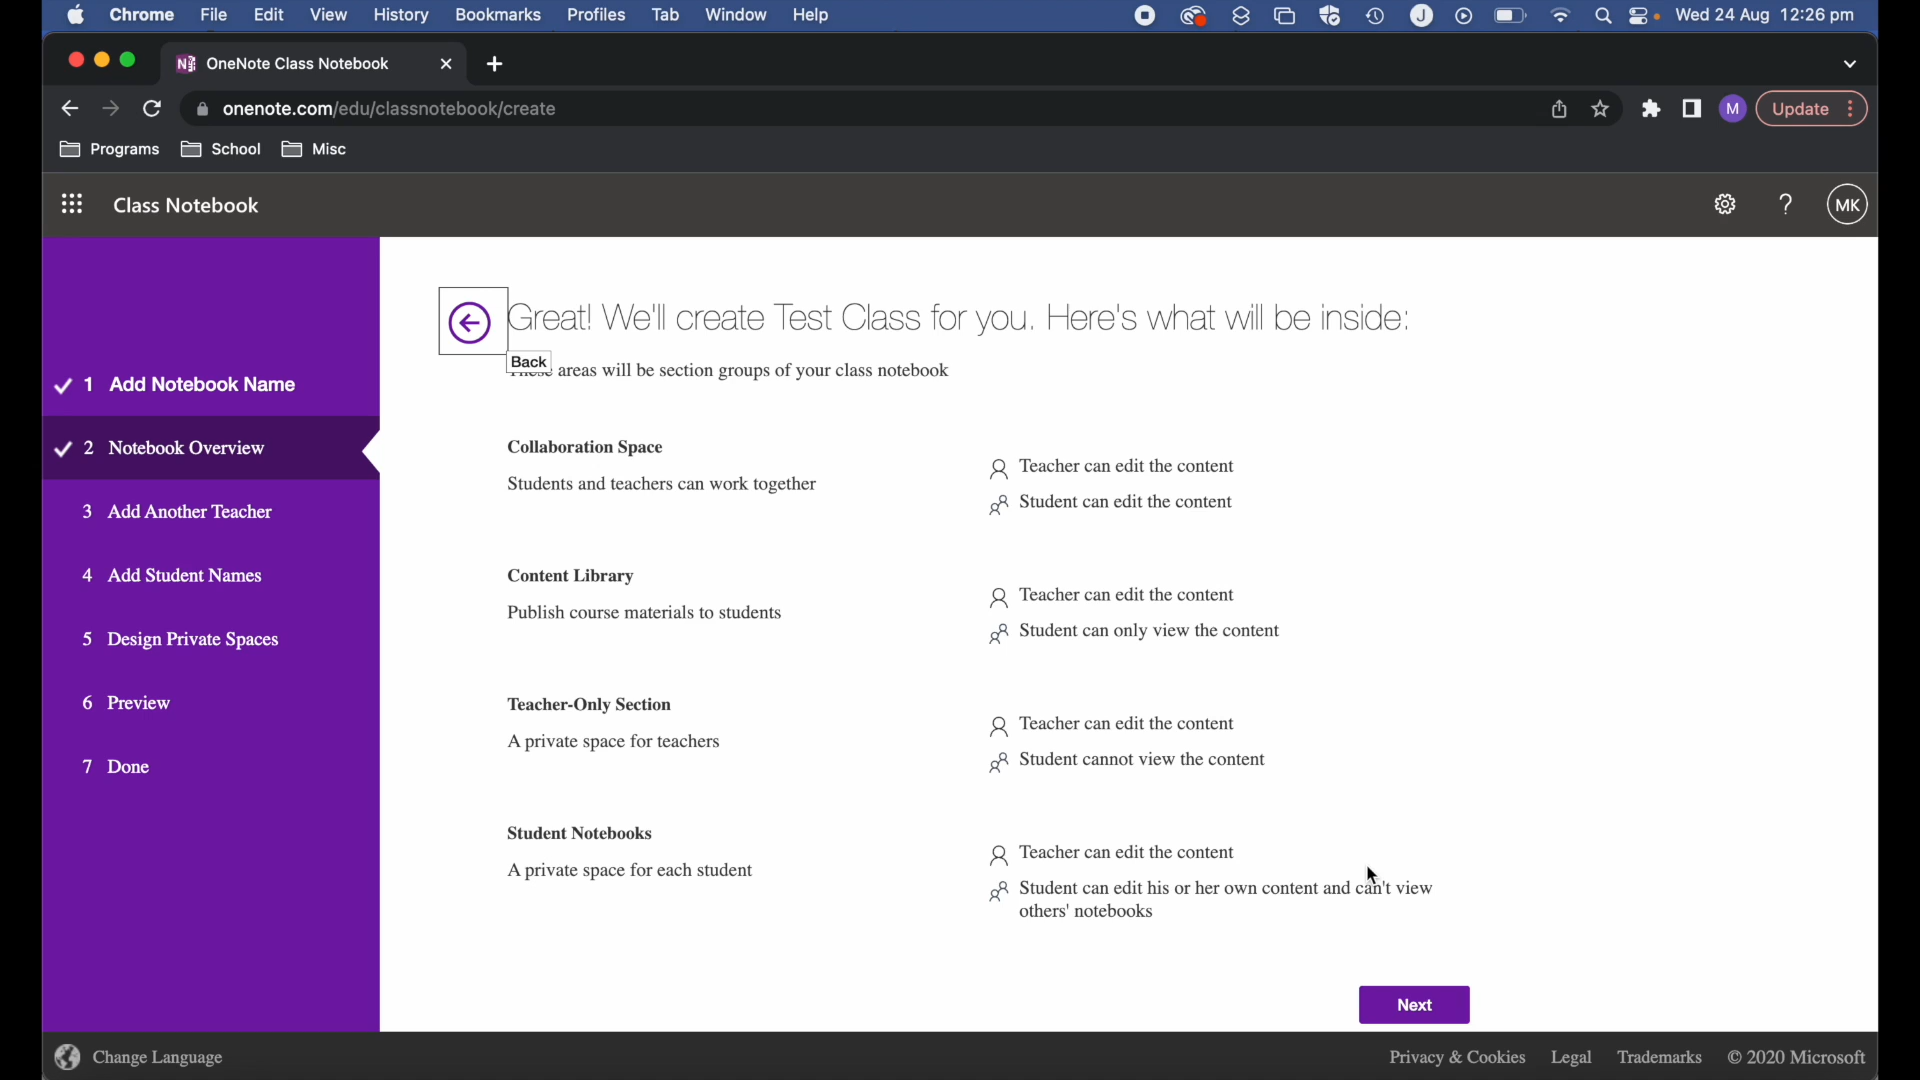 Chrome File Edit View History Bookmarks Profiles Tab Window Help J Wed 24 Aug 12:26 pm
OneNote Class Notebook
onenote.com/edu/classnotebook/create M Update
Programs School Misc
Class Notebook ? MK
Great! We'll create Test Class for you. Here's what will be inside:
Back
These areas will be section groups of your class notebook
1 Add Notebook Name
2 Notebook Overview
3 Add Another Teacher
4 Add Student Names
5 Design Private Spaces
6 Preview
7 Done
Collaboration Space
Students and teachers can work together
Teacher can edit the content
Student can edit the content
Content Library
Publish course materials to students
Teacher can edit the content
Student can only view the content
Teacher-Only Section
A private space for teachers
Teacher can edit the content
Student cannot view the content
Student Notebooks
A private space for each student
Teacher can edit the content
Student can edit his or her own content and can't view
others' notebooks
Next
Change Language Privacy & Cookies Legal Trademarks © 2020 Microsoft